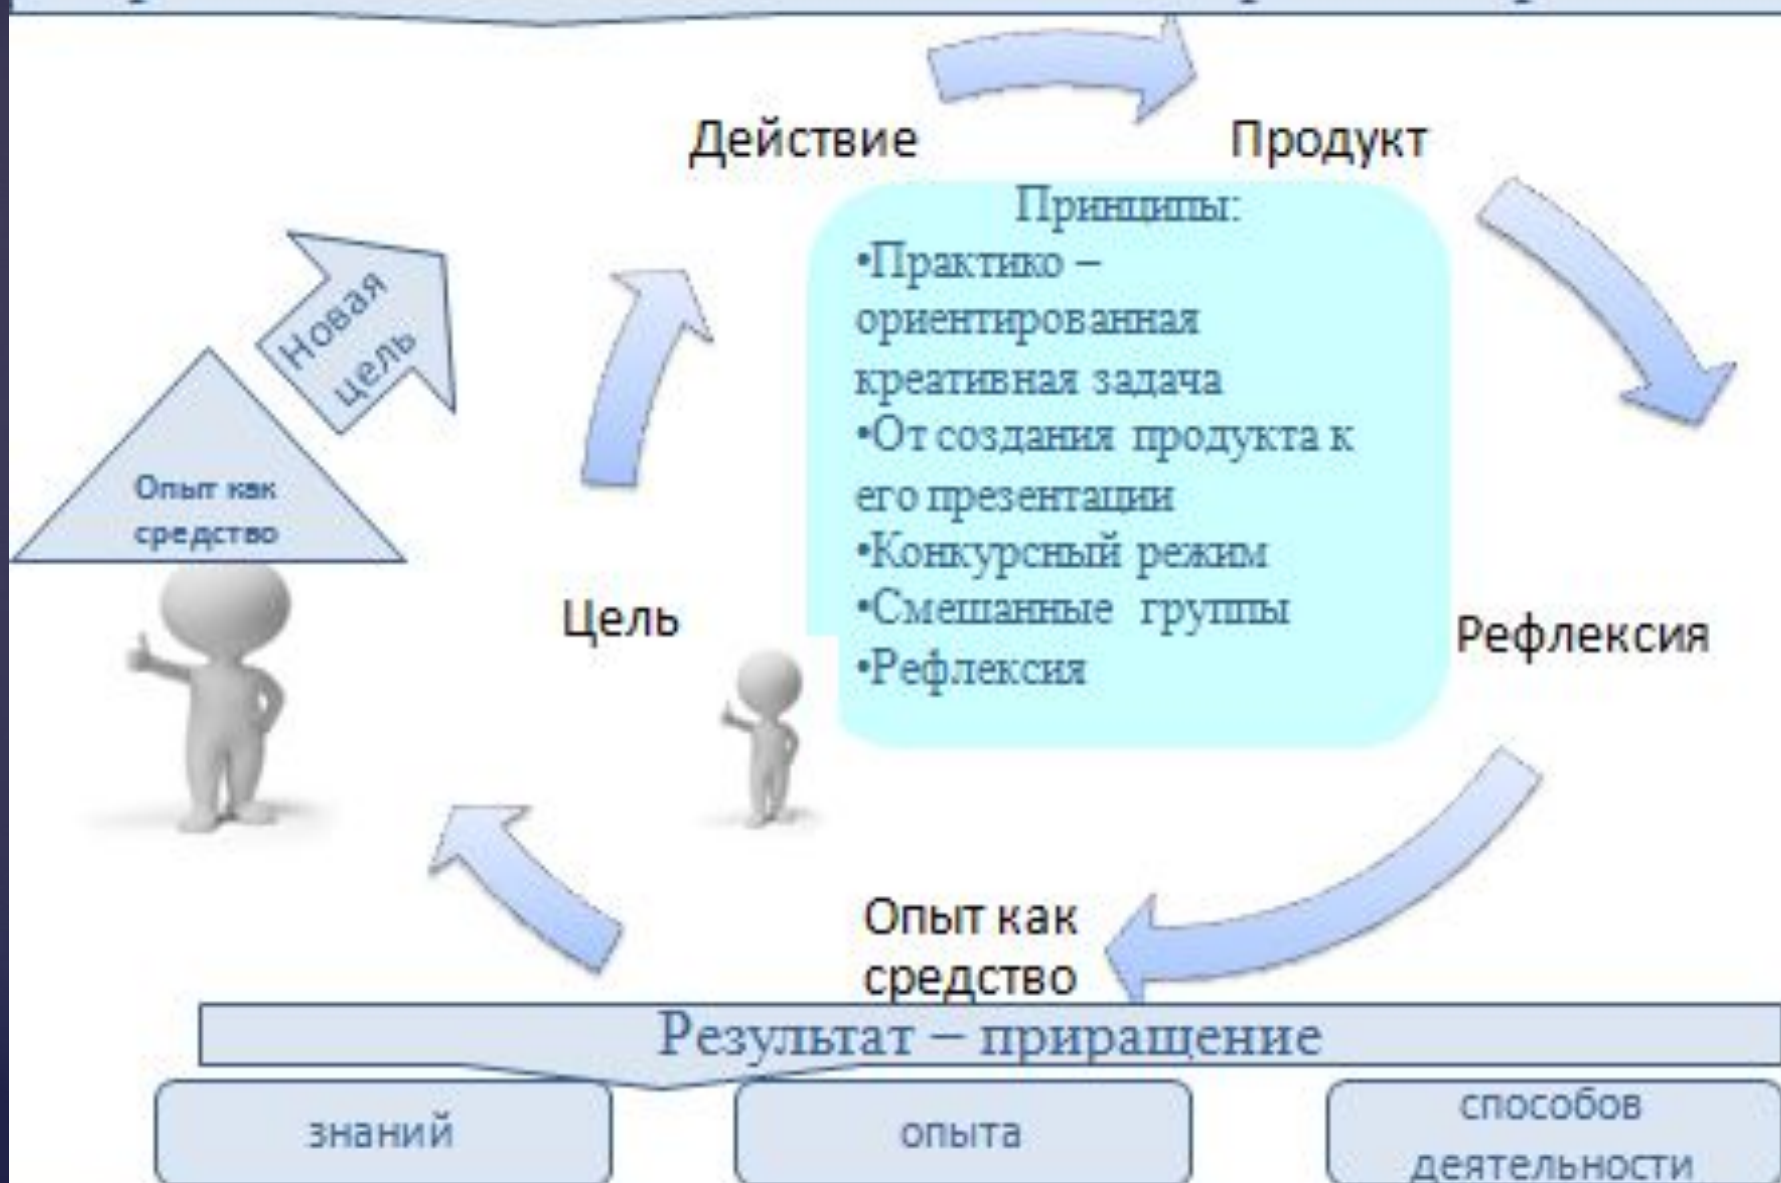 Действие
Продукт
Принципы:
•Практико –
ориентированная
креативная задача
•От создания продукта к
его презентации
•Конкурсный режим
•Смешанные группы
•Рефлексия
Новая
цель
Опыт как
средство
Цель
Рефлексия
Опыт как
средство
Результат – приращение
знаний
опыта
способов
деятельности